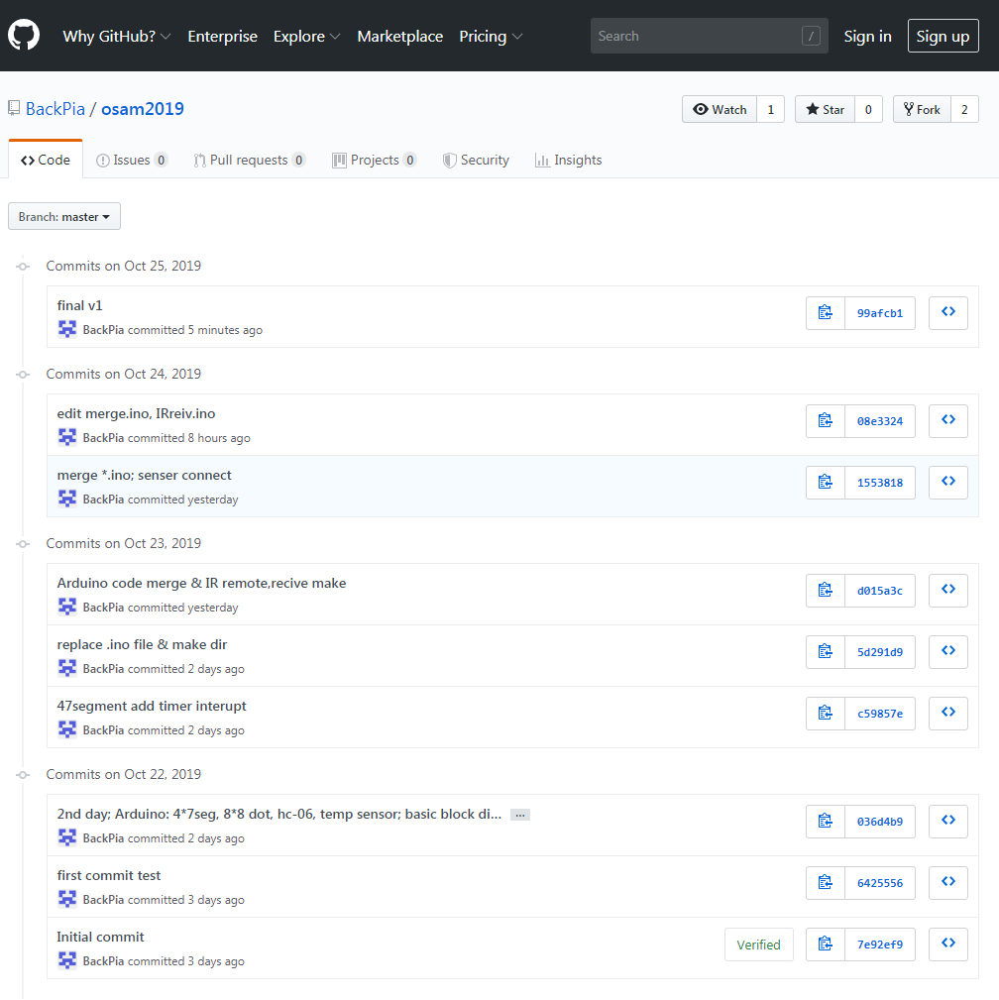 Why GitHub? Enterprise Explore Marketplace Pricing Search / Sign in Sign up
BackPia / osam2019 Watch 1 Star 0 Fork 2
Code Issues 0 Pull requests 0 Projects 0 Security Insights
Branch: master
Commits on Oct 25, 2019
final v1
BackPia committed 5 minutes ago 99afcb1
Commits on Oct 24, 2019
edit merge.ino, IRreiv.ino
BackPia committed 8 hours ago 08e3324
merge *.ino; senser connect
BackPia committed yesterday 1553818
Commits on Oct 23, 2019
Arduino code merge & IR remote,recive make
BackPia committed yesterday d015a3c
replace .ino file & make dir
BackPia committed 2 days ago 5d291d9
47segment add timer interupt
BackPia committed 2 days ago c59857e
Commits on Oct 22, 2019
2nd day; Arduino: 4*7seg, 8*8 dot, hc-06, temp sensor; basic block di... ...
BackPia committed 2 days ago 036d4b9
first commit test
BackPia committed 3 days ago 6425556
Initial commit
BackPia committed 3 days ago Verified 7e92ef9